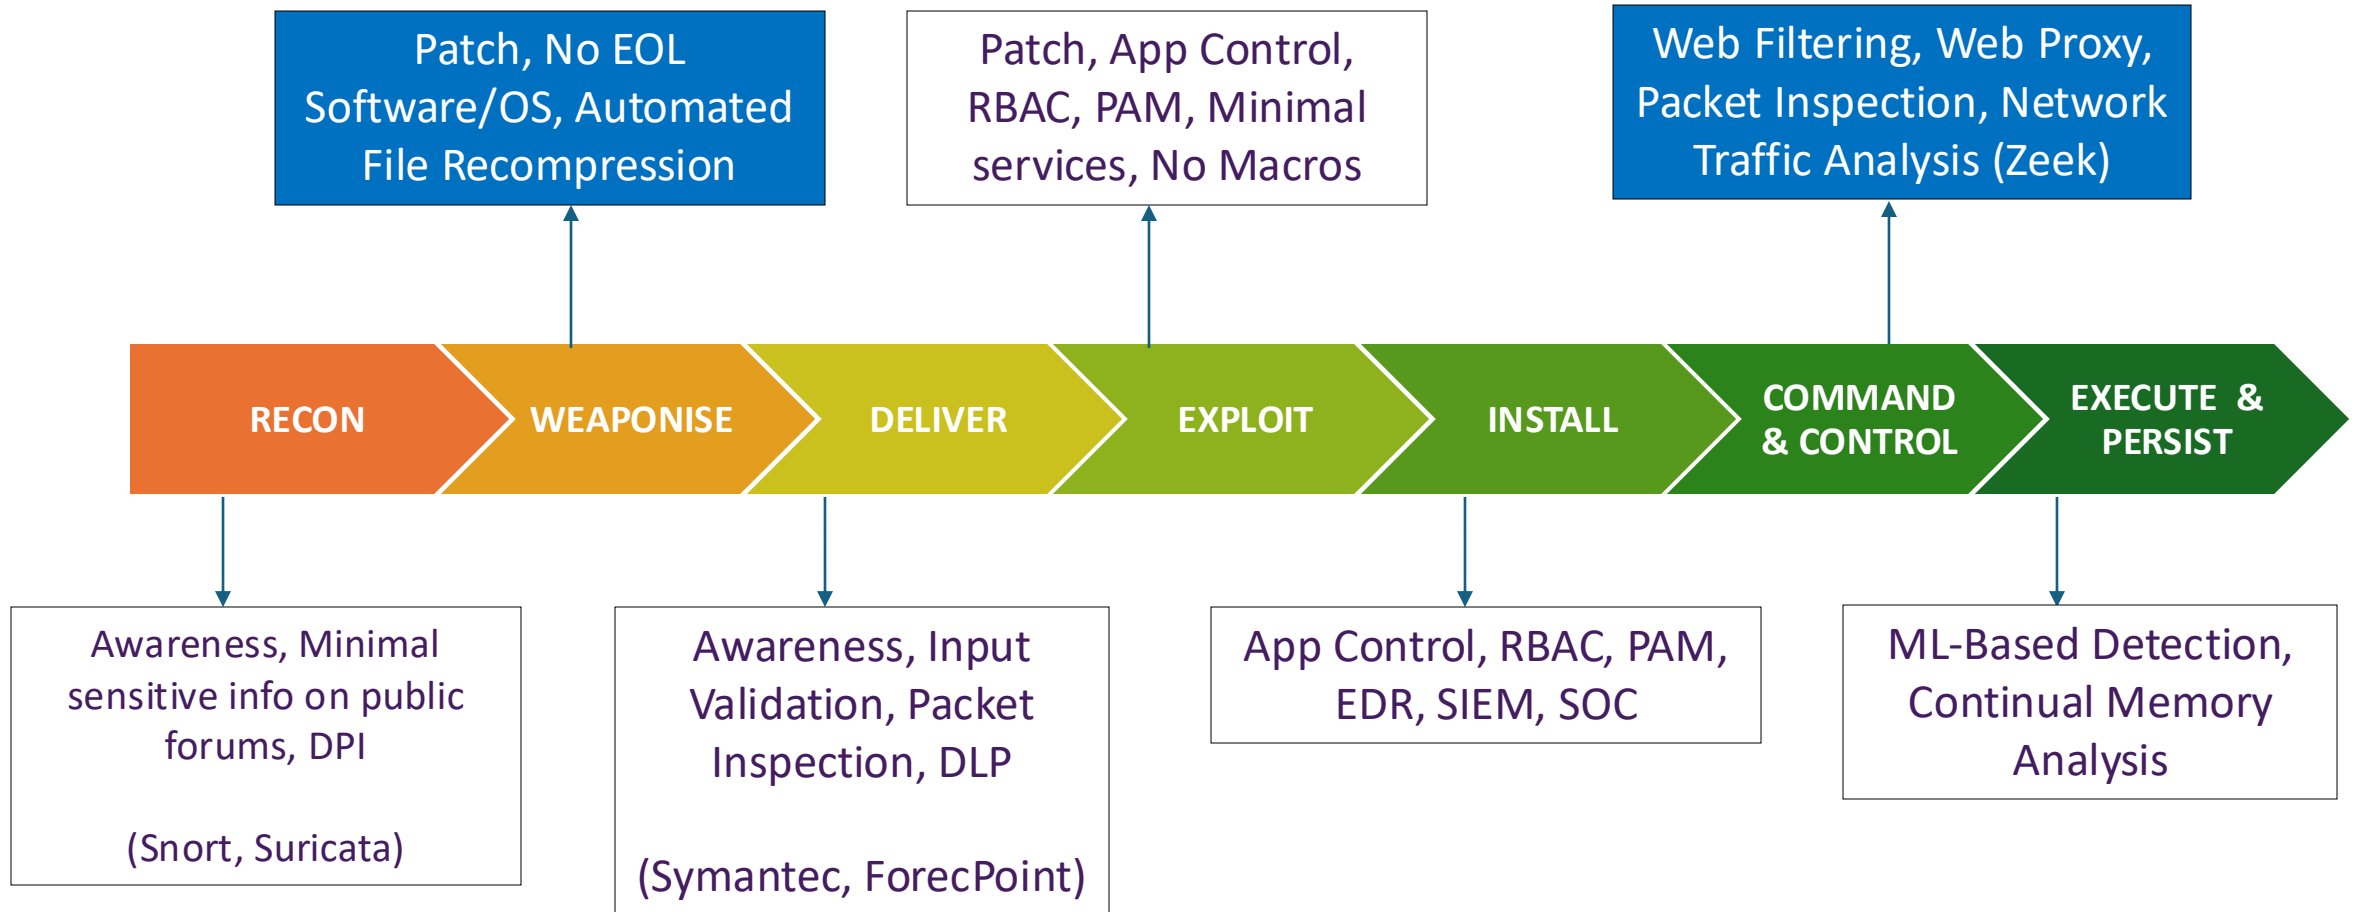 Patch, No EOL
Software/OS, Automated
File Recompression
Patch, App Control,
RBAC, PAM, Minimal
services, No Macros
Web Filtering, Web Proxy,
Packet Inspection, Network
Traffic Analysis (Zeek)
RECON
WEAPONISE
DELIVER
EXPLOIT
INSTALL
COMMAND
& CONTROL
EXECUTE &
PERSIST
Awareness, Minimal
sensitive info on public
forums, DPI
(Snort, Suricata)
Awareness, Input
Validation, Packet
Inspection, DLP
(Symantec, ForecPoint)
App Control, RBAC, PAM,
EDR, SIEM, SOC
ML-Based Detection,
Continual Memory
Analysis